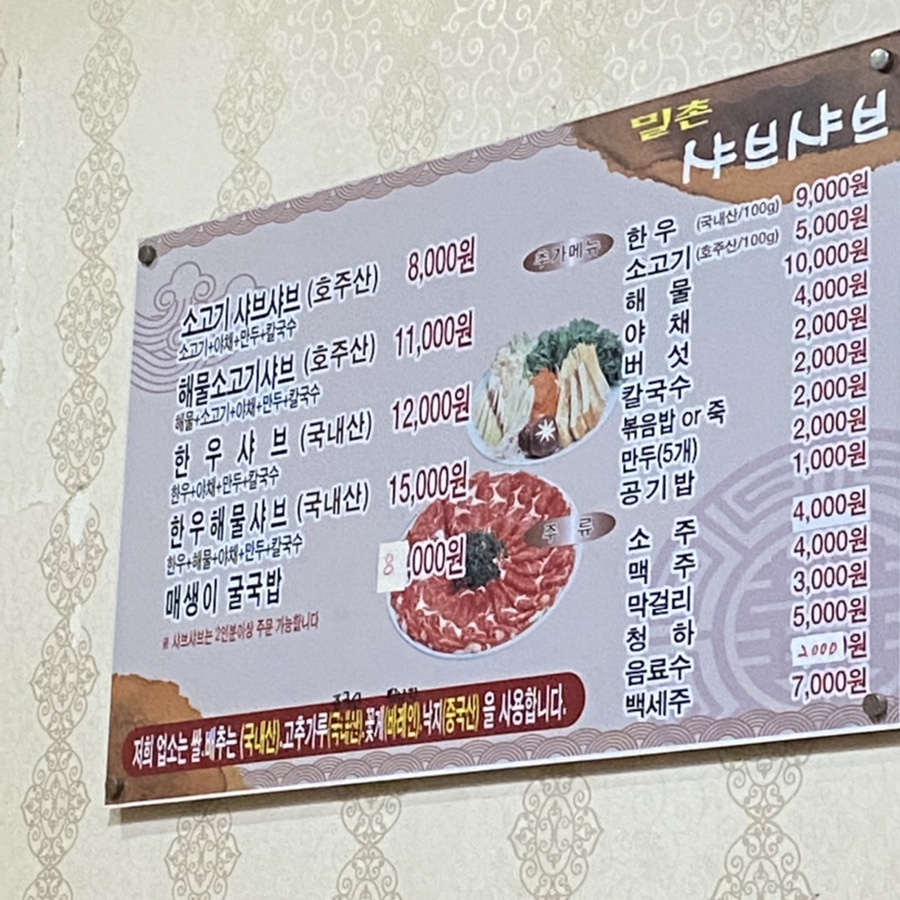 밀촌
샤브샤브
소고기 샤브샤브 (호주산) 8,000원
소고기+야채+만두+칼국수
해물소고기샤브 (호주산) 11,000원
해물+소고기+야채+만두+칼국수
한우샤브 (국내산) 12,000원
한우+야채+만두+칼국수
한우해물샤브 (국내산) 15,000원
한우+해물+야채+만두+칼국수
매생이 굴국밥 8,000원
※ 샤브샤브는 2인분이상 주문 가능합니다
추가메뉴
한우 (국내산/100g) 9,000원
소고기 (호주산/100g) 5,000원
해물 10,000원
야채 4,000원
버섯 2,000원
칼국수 2,000원
볶음밥 or 죽 2,000원
만두(5개) 2,000원
공기밥 1,000원
주류
소주 4,000원
맥주 4,000원
막걸리 3,000원
청하 5,000원
음료수 2000원
백세주 7,000원
저희 업소는 쌀.배추는 (국내산).고추가루(국내산).꽃게(바레인).낙지(중국산)을 사용합니다.